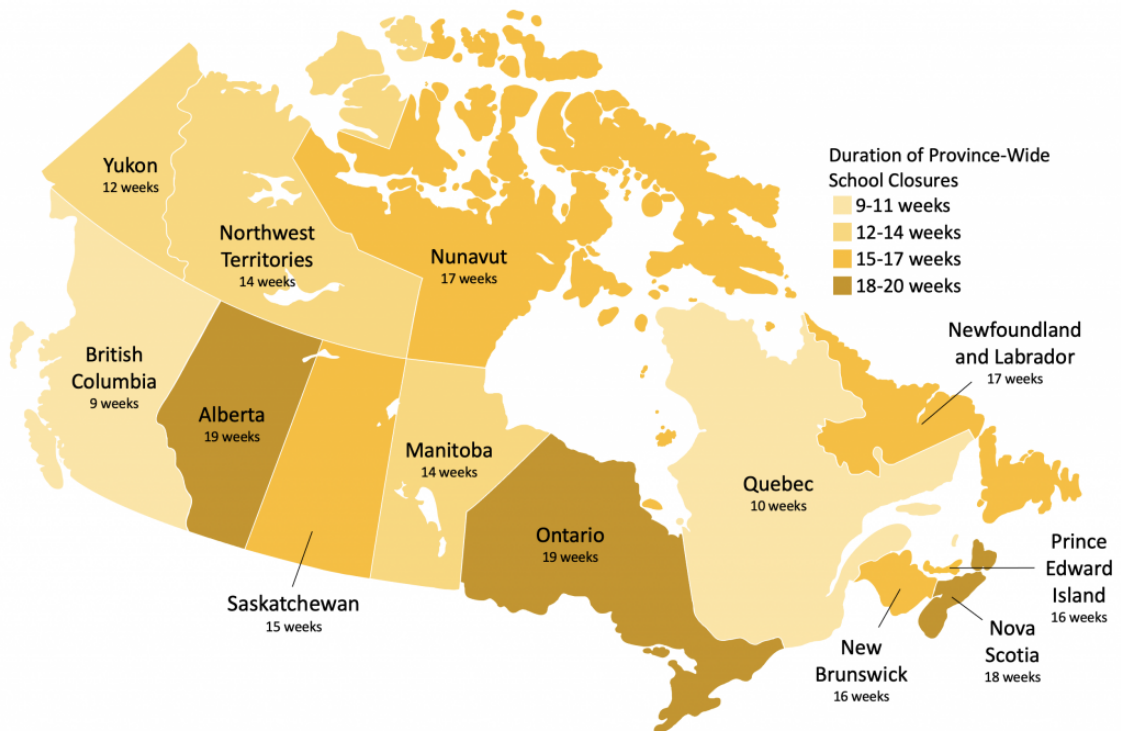 Yukon
12 weeks
Northwest
Territories
14 weeks
Nunavut
17 weeks
Duration of Province-Wide
School Closures
9-11 weeks
12-14 weeks
15-17 weeks
18-20 weeks
British
Columbia
9 weeks
Alberta
19 weeks
Saskatchewan
15 weeks
Manitoba
14 weeks
Ontario
19 weeks
Quebec
10 weeks
Newfoundland
and Labrador
17 weeks
New
Brunswick
16 weeks
Prince
Edward
Island
16 weeks
Nova
Scotia
18 weeks